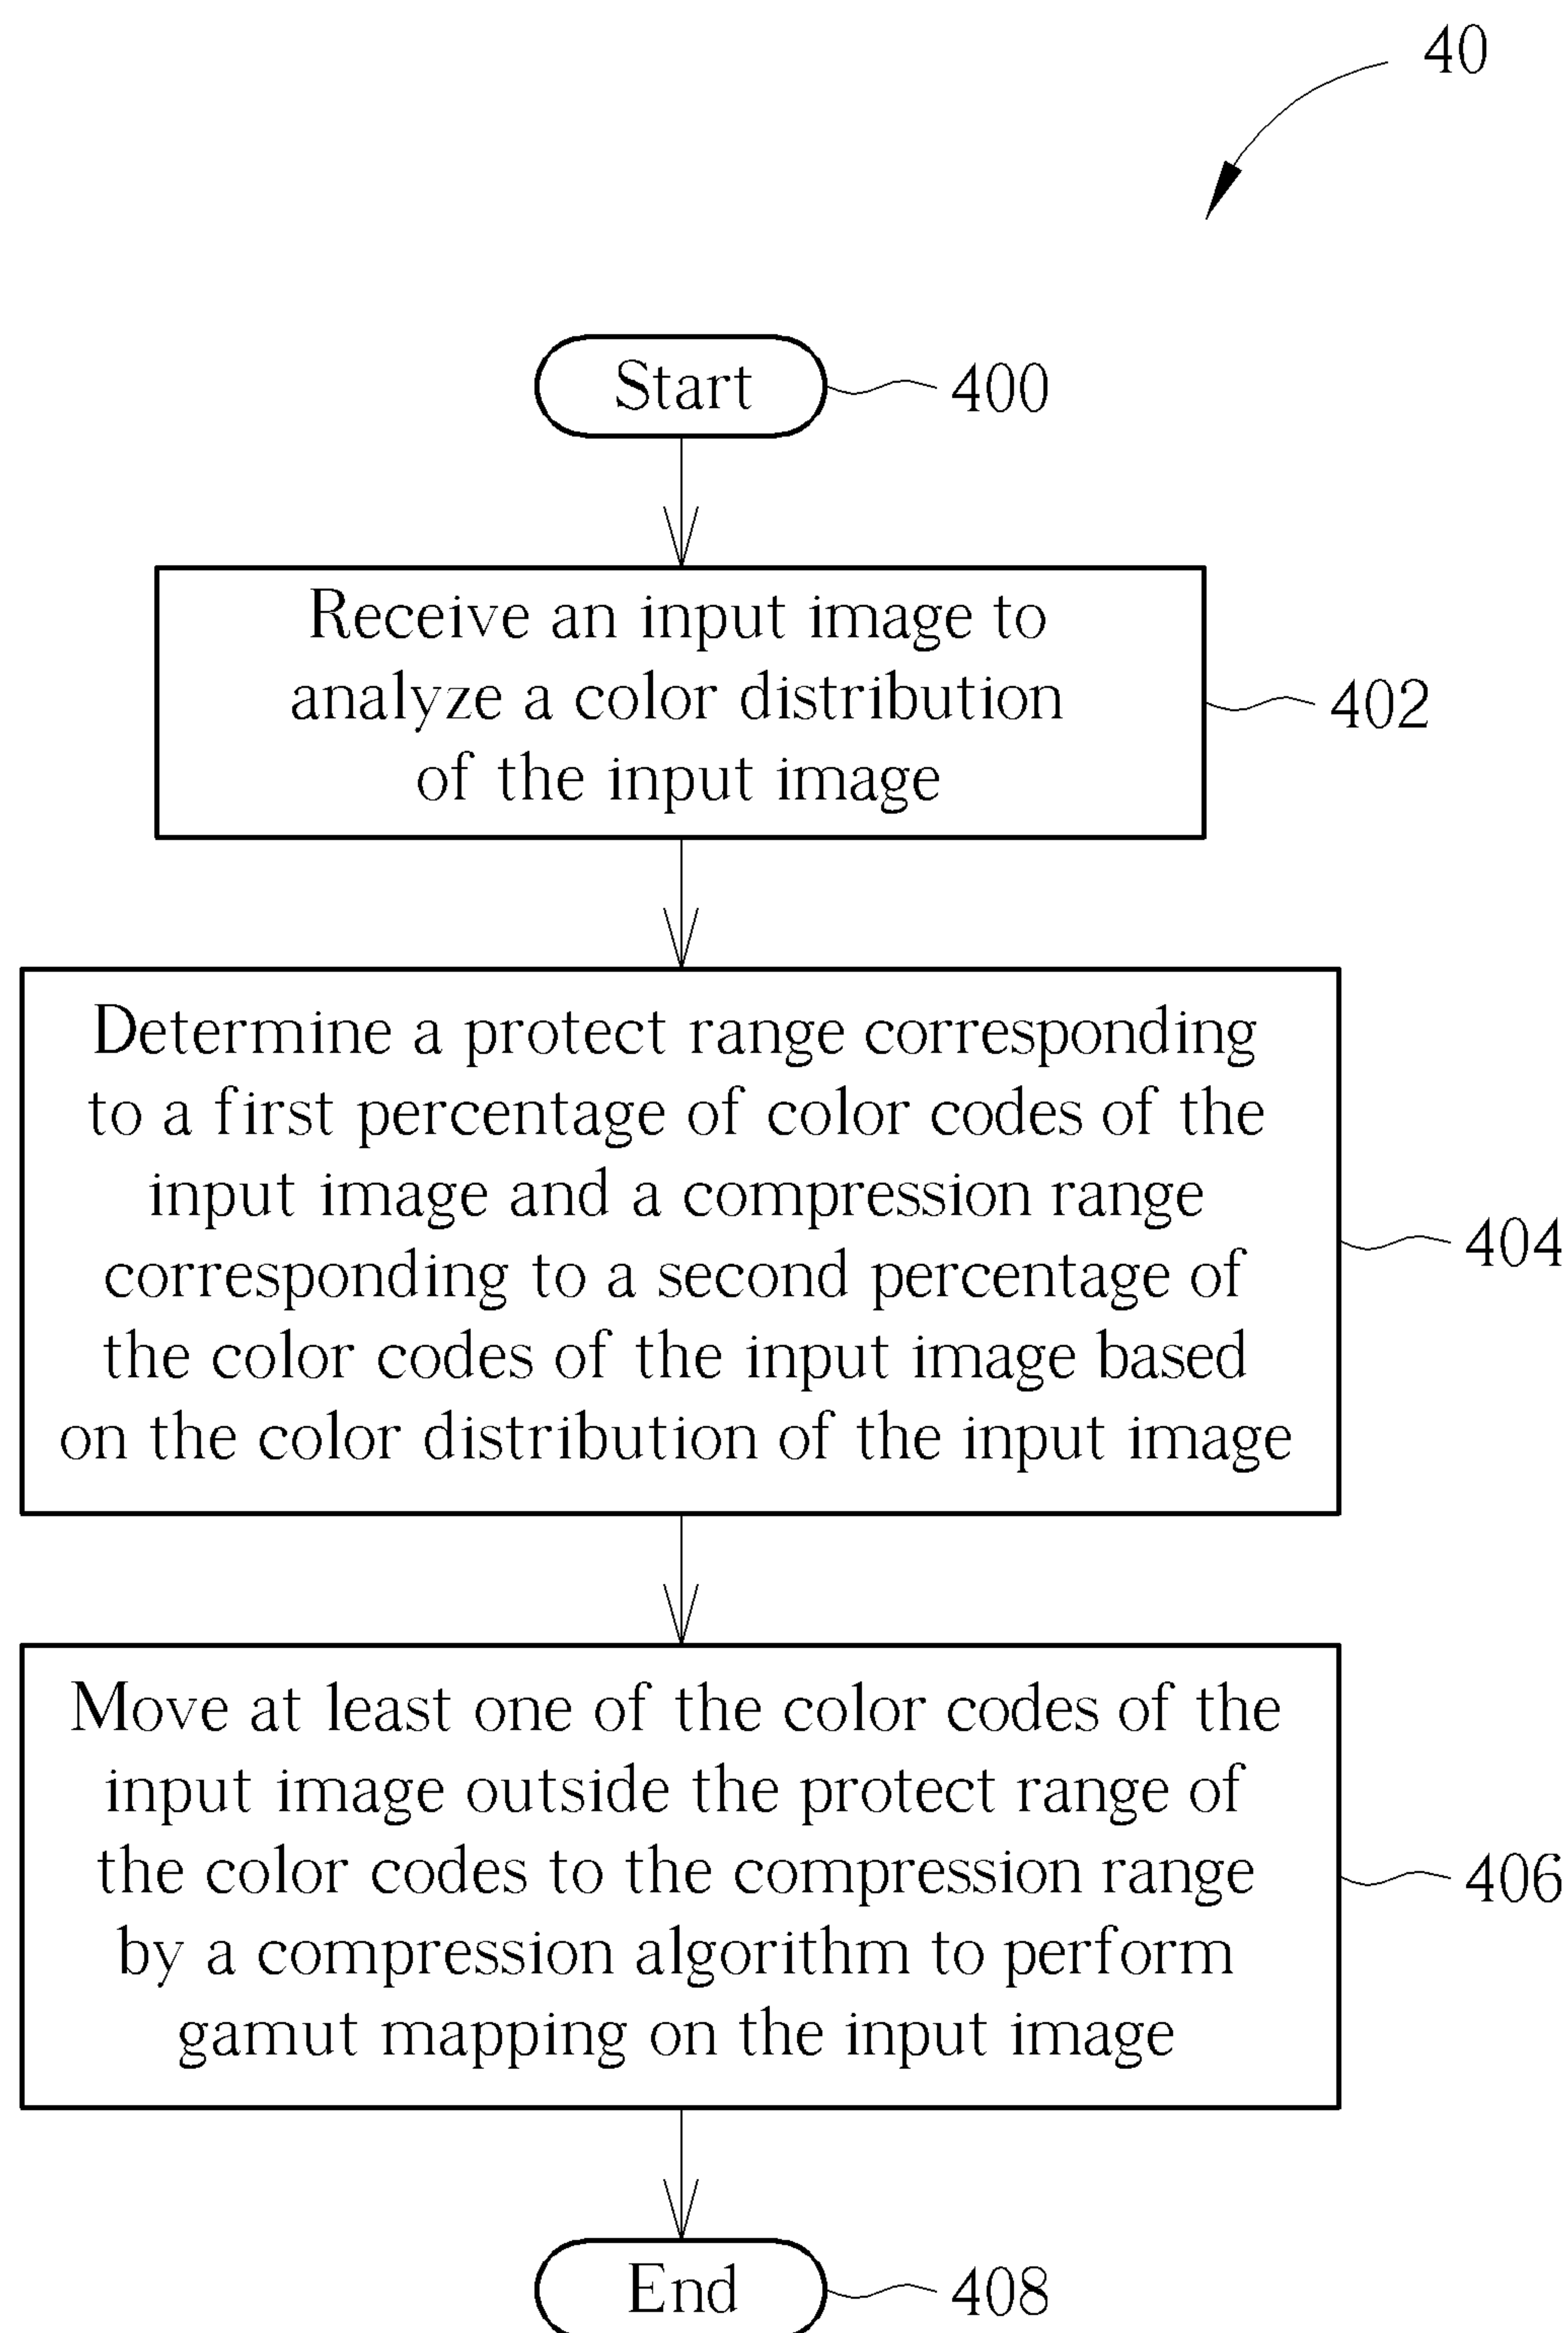 40
Start
400
Receive an input image to
analyze a color distribution
of the input image
402
Determine a protect range corresponding
to a first percentage of color codes of the
input image and a compression range
corresponding to a second percentage of
the color codes of the input image based
on the color distribution of the input image
404
Move at least one of the color codes of the
input image outside the protect range of
the color codes to the compression range
by a compression algorithm to perform
gamut mapping on the input image
406
End
408